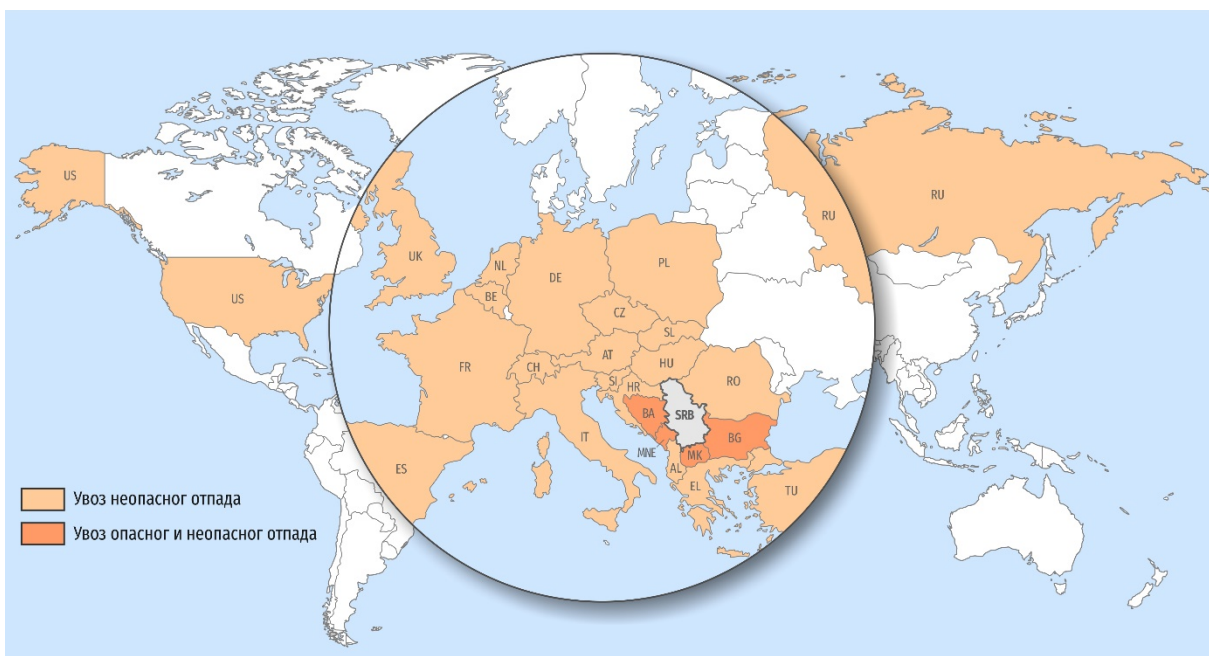 US
US
UK
NL
BE
DE
PL
CZ
SL
FR
CH
AT
HU
RO
SI
HR
BA
SRB
BG
IT
MNE
MK
AL
EL
ES
TU
RU
RU
Увоз неопасног отпада
Увоз опасног и неопасног отпада